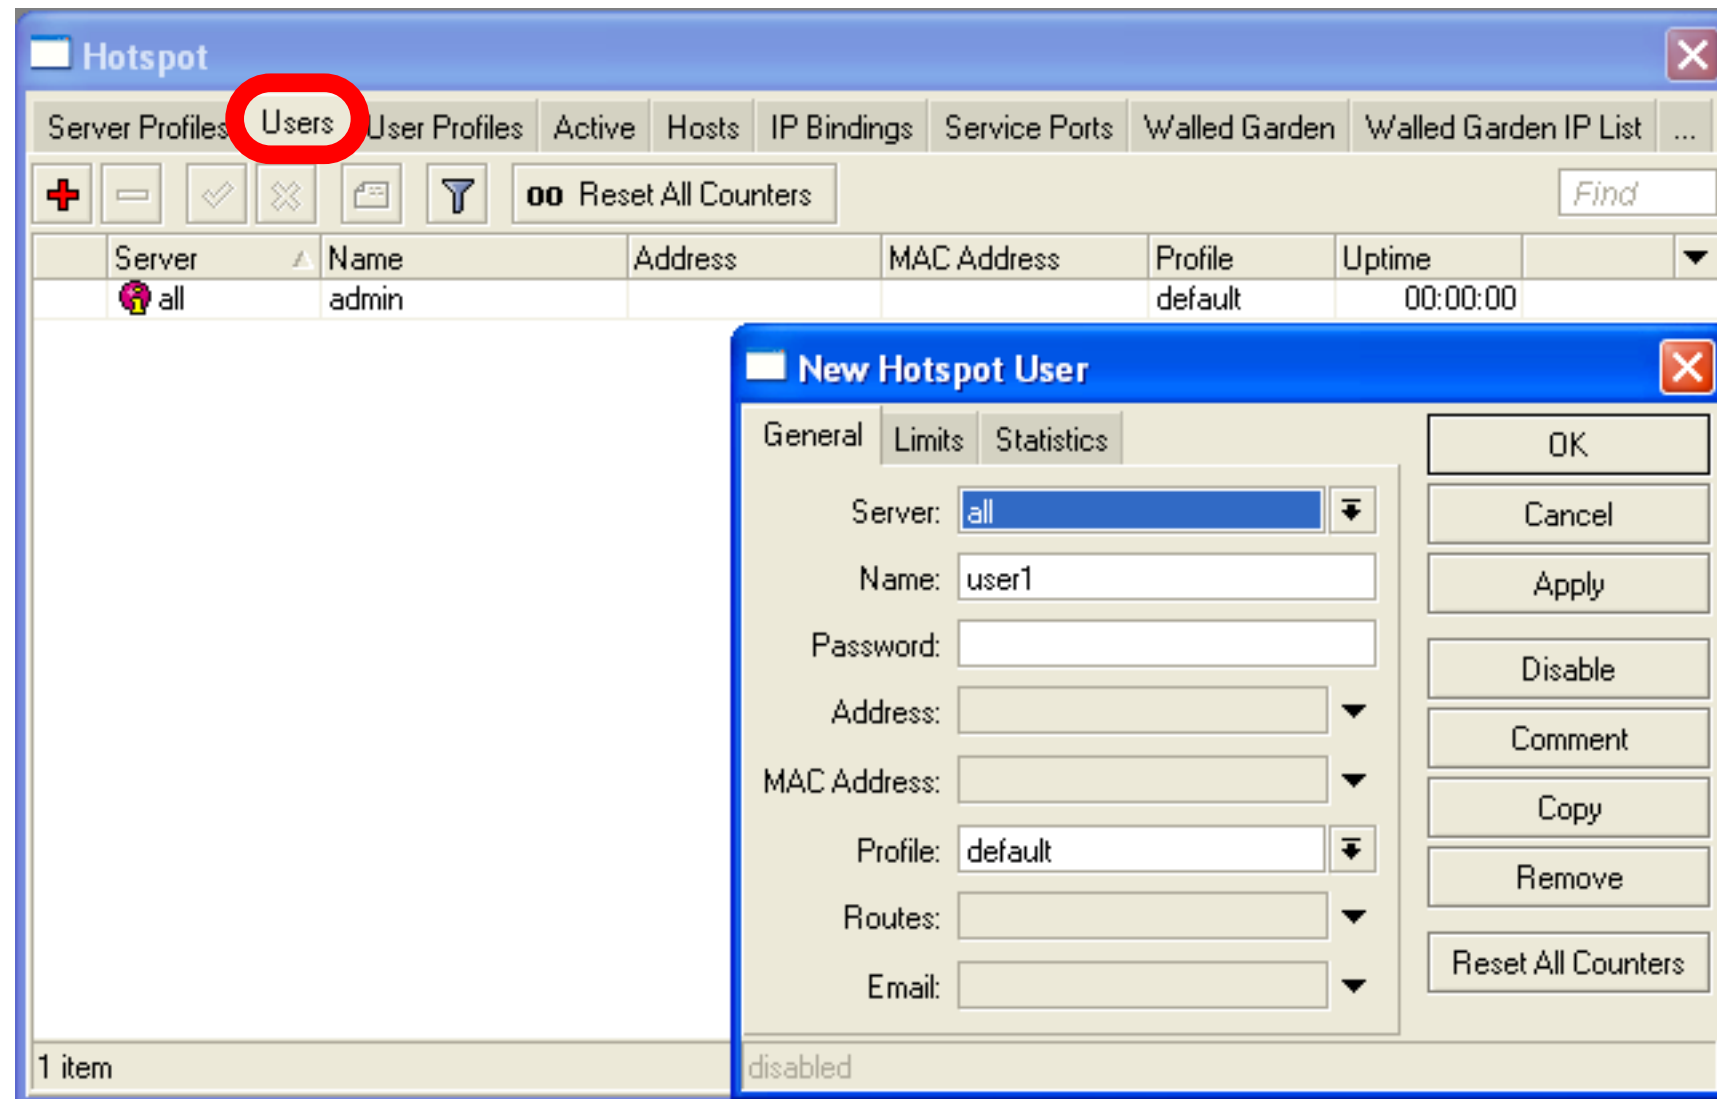 Hotspot
Server Profiles Users User Profiles Active Hosts IP Bindings Service Ports Walled Garden Walled Garden IP List ...
00 Reset All Counters Find
Server Name Address MAC Address Profile Uptime
all admin default 00:00:00
New Hotspot User
General Limits Statistics
OK
Server: all
Cancel
Name: user1
Apply
Password:
Disable
Address:
Comment
MAC Address:
Copy
Profile: default
Remove
Routes:
Reset All Counters
Email:
1 item
disabled